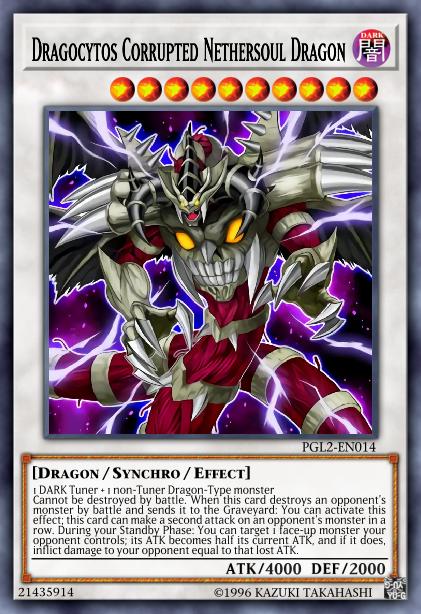 DRAGOCYTOS CORRUPTED NETHERSOUL DRAGON
DARK
闇
PGL2-EN014
[DRAGON / SYNCHRO / EFFECT]
1 DARK Tuner + 1 non-Tuner Dragon-Type monster
Cannot be destroyed by battle. When this card destroys an opponent's
monster by battle and sends it to the Graveyard: You can activate this
effect; this card can make a second attack on an opponent's monster in a
row. During your Standby Phase: You can target 1 face-up monster your
opponent controls; its ATK becomes half its current ATK, and if it does,
inflict damage to your opponent equal to that lost ATK.
ATK/4000 DEF/2000
21435914
©1996 KAZUKI TAKAHASHI